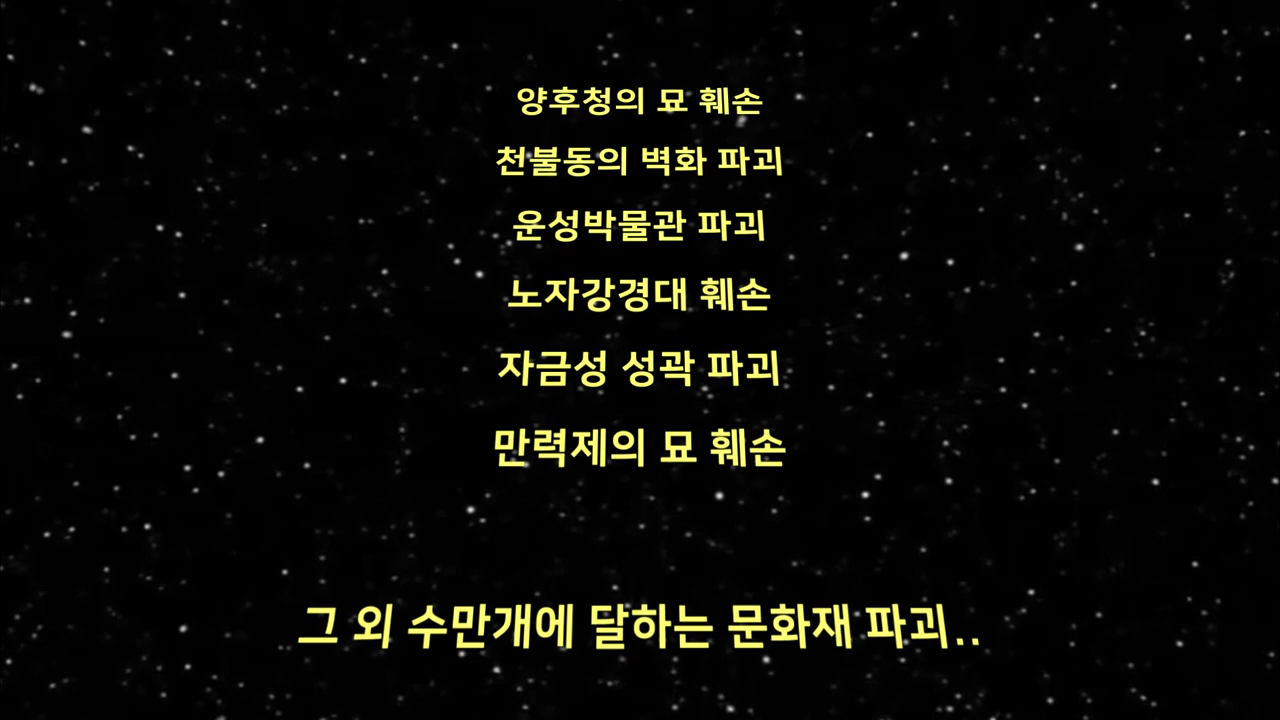 양후청의 묘 훼손
천불동의 벽화 파괴
운성박물관 파괴
노자강경대 훼손
자금성 성곽 파괴
만력제의 묘 훼손
그 외 수만개에 달하는 문화재 파괴..